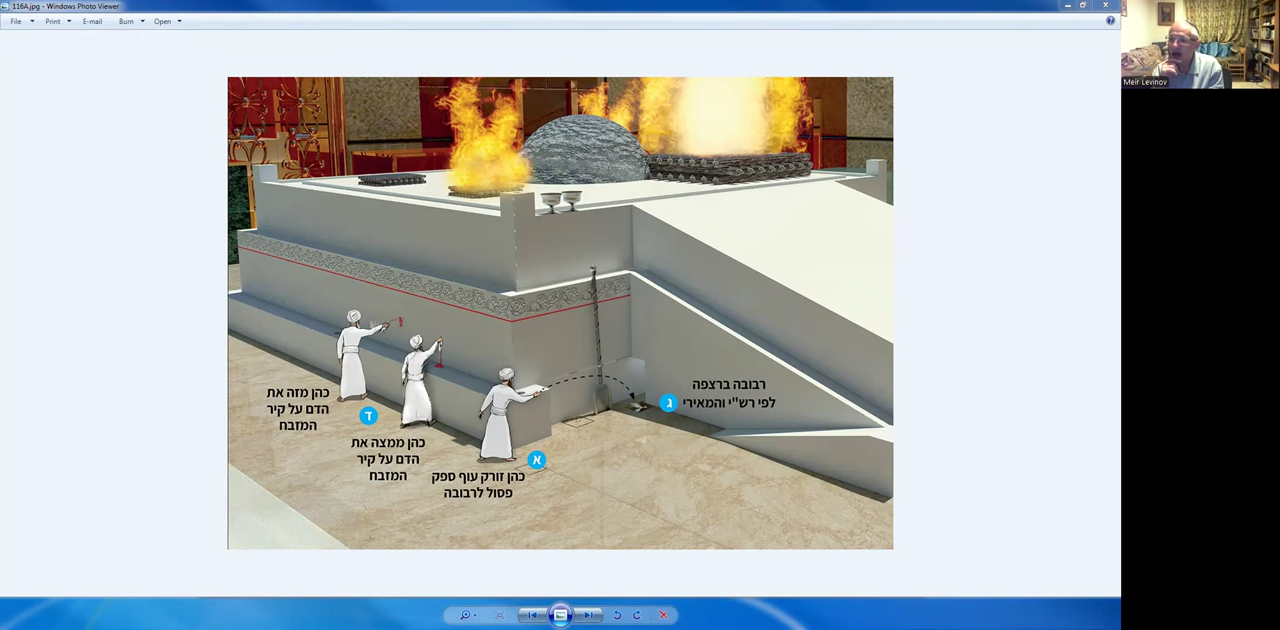 116A.jpg - Windows Photo Viewer
File Print E-mail Burn Open
Meir Levinov
רבובה ברצפה
לפי רש"י והמאירי
ג
כהן מזה את
הדם על קיר
המזבח
ד
כהן ממצה את
הדם על קיר
המזבח
א
כהן זורק עוף ספק
פסול לרבובה